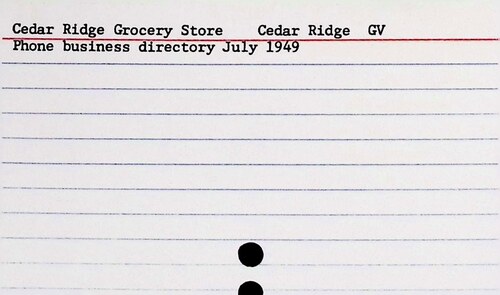 Cedar Ridge Grocery Store    Cedar Ridge  GV
Phone business directory July 1949